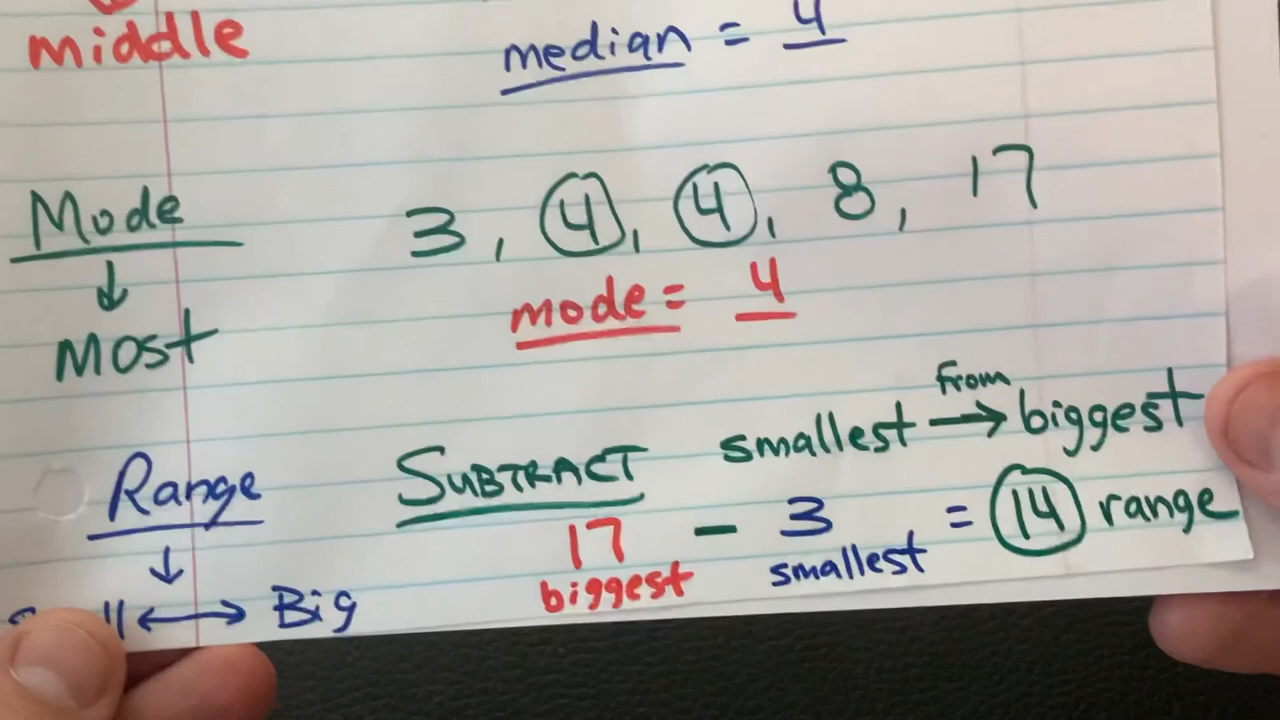 middle
median = 4
Mode
3, 4, 4, 8, 17
mode = 4
Most
from
Range SUBTRACT smallest → biggest
17 - 3 = 14 range
biggest smallest
↔ Big